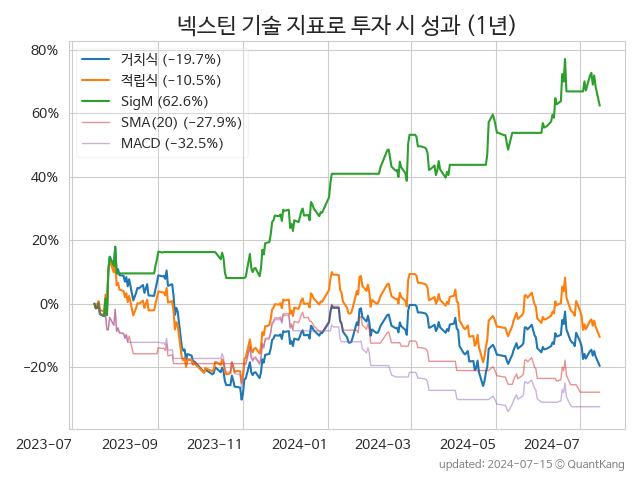 넥스틴 기술 지표로 투자 시 성과 (1년)
80%
60%
40%
20%
0%
−20%
거치식 (−19.7%)
적립식 (−10.5%)
SigM (62.6%)
SMA(20) (−27.9%)
MACD (−32.5%)
2023-07 2023-09 2023-11 2024-01 2024-03 2024-05 2024-07
updated: 2024-07-15 © QuantKang